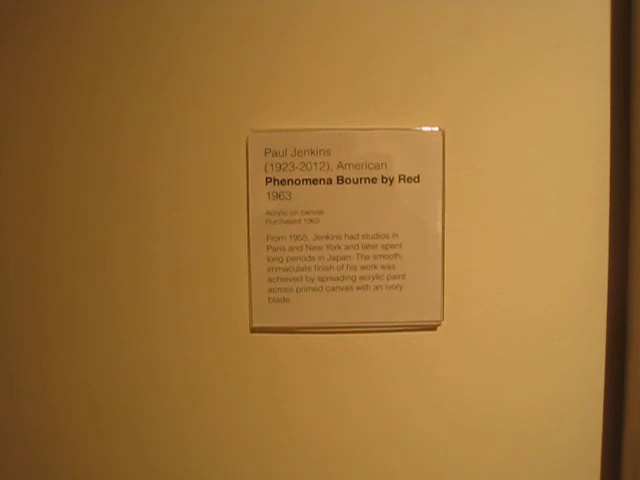 Paul Jenkins
(1923-2012), American
Phenomena Bourne by Red
1963
Acrylic on canvas
Purchased 1963
From 1955, Jenkins had studios in
Paris and New York and later spent
long periods in Japan. The smooth,
immaculate finish of his work was
achieved by spreading acrylic paint
across primed canvas with an ivory
blade.